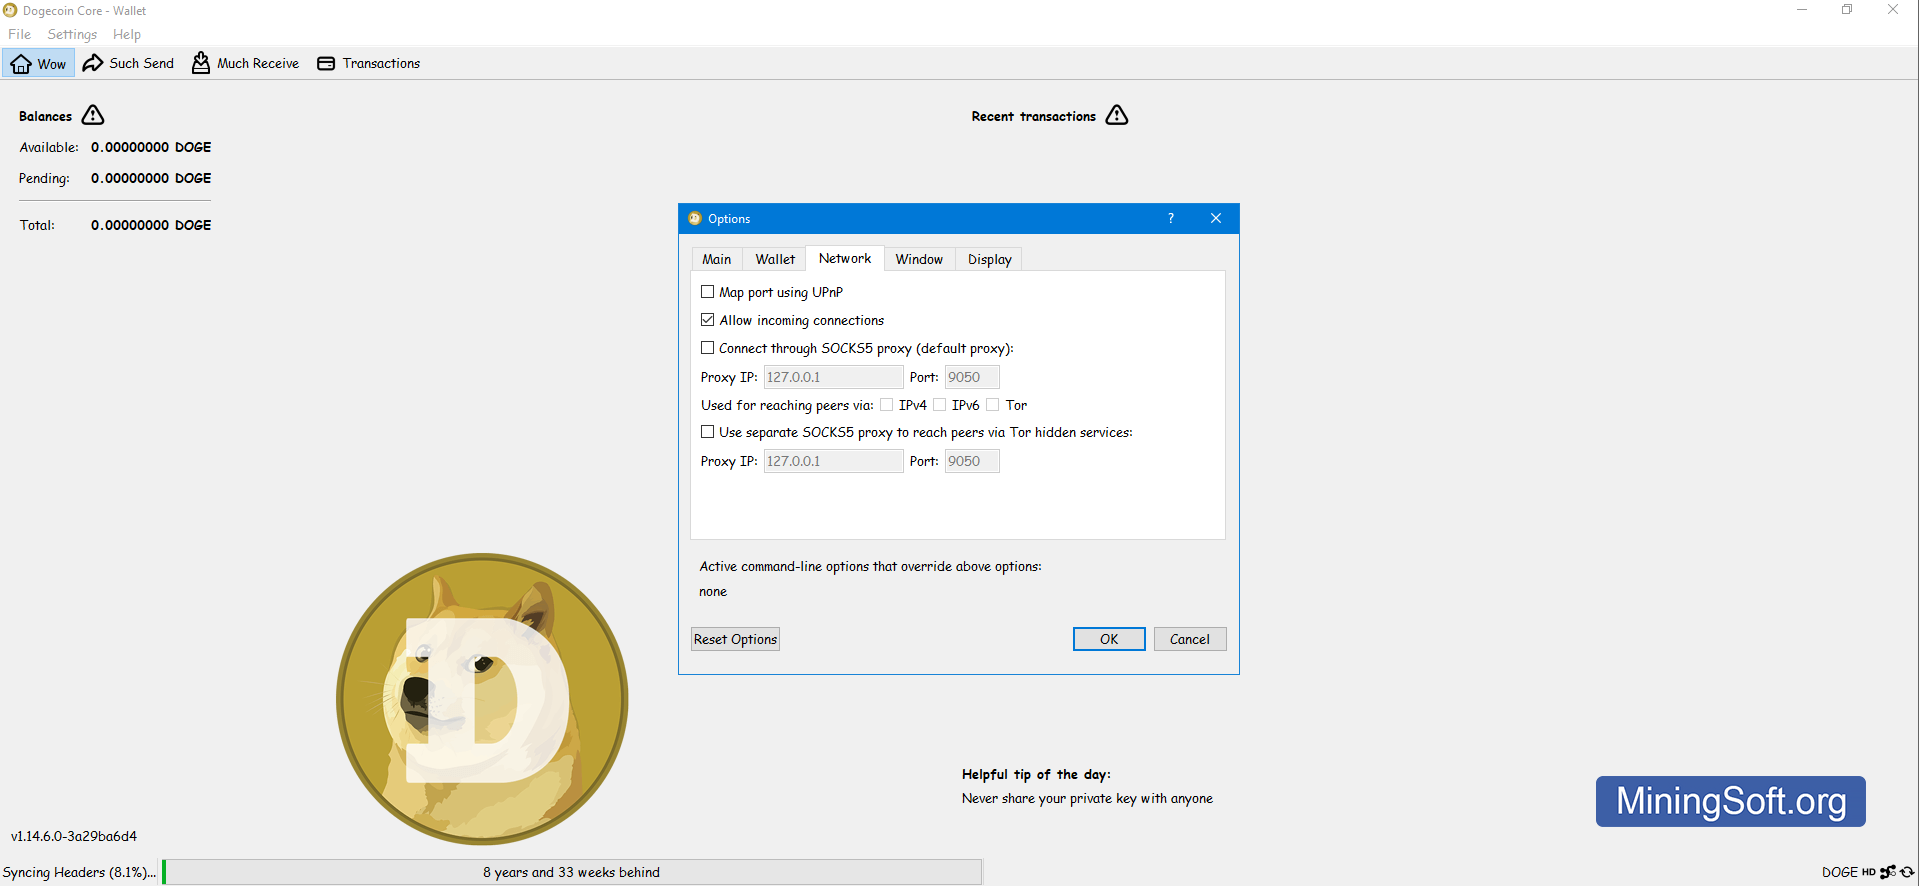 Dogecoin Core - Wallet
File Settings Help
Wow Such Send Much Receive Transactions
Balances
Available: 0.00000000 DOGE
Pending: 0.00000000 DOGE
Total: 0.00000000 DOGE
Recent transactions
Options ?
Main Wallet Network Window Display
Map port using UPnP
Allow incoming connections
Connect through SOCKS5 proxy (default proxy):
Proxy IP: 127.0.0.1 Port: 9050
Used for reaching peers via: IPv4 IPv6 Tor
Use separate SOCKS5 proxy to reach peers via Tor hidden services:
Proxy IP: 127.0.0.1 Port: 9050
Active command-line options that override above options:
none
Reset Options OK Cancel
D
Helpful tip of the day:
Never share your private key with anyone
MiningSoft.org
v1.14.6.0-3a29ba6d4
Syncing Headers (8.1%)... 8 years and 33 weeks behind DOGE HD